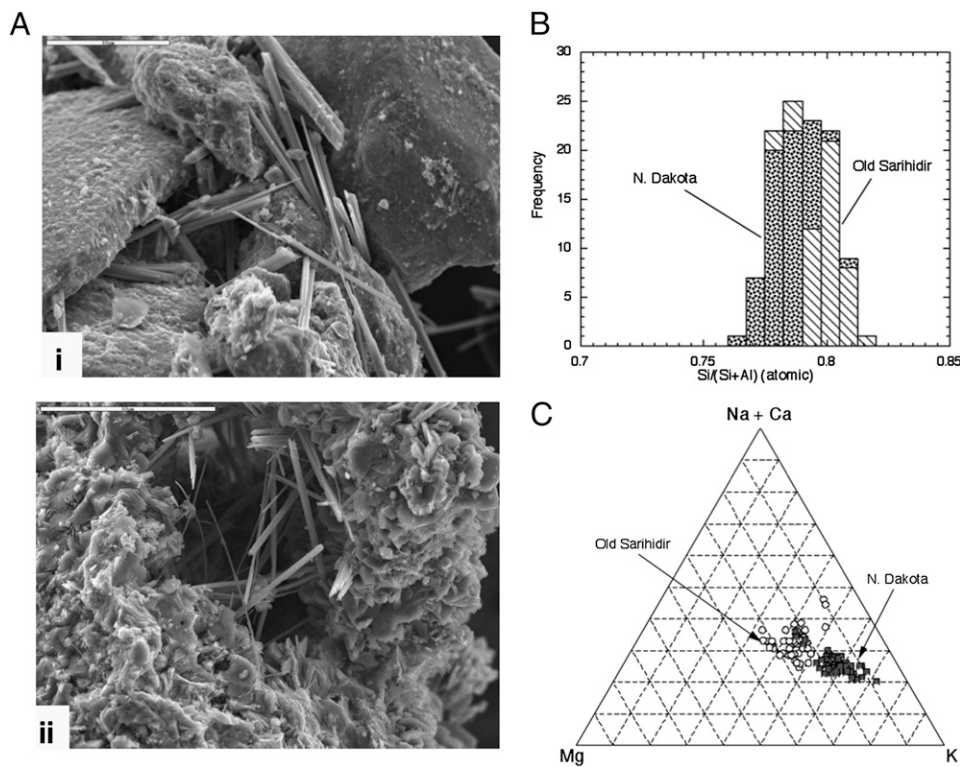 A
i
ii
B
30
25
20
15
10
5
0
Frequency
N. Dakota
Old Sarihidir
0.7
0.75
0.8
0.85
Si/(Si+Al) (atomic)
C
Na + Ca
Old Sarihidir
N. Dakota
Mg
K